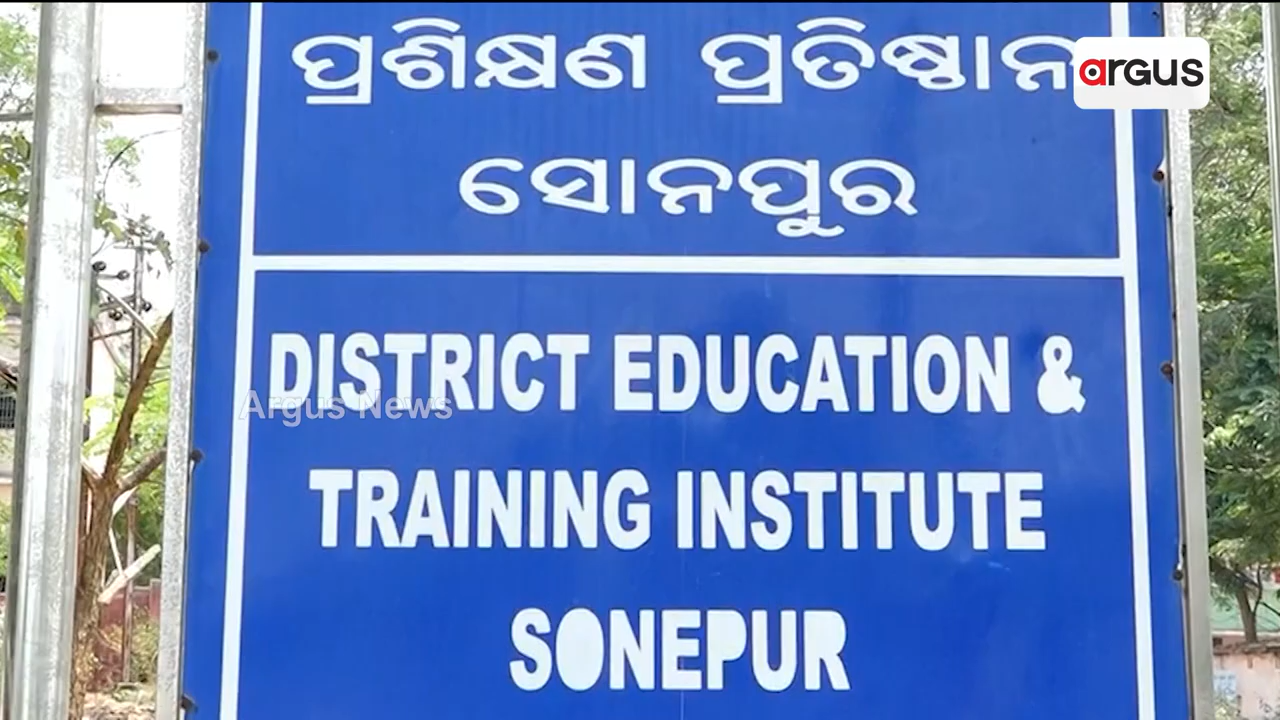 ପ୍ରଶିକ୍ଷଣ ପ୍ରତିଷ୍ଠାନ
argus
ସୋନପୁର
DISTRICT EDUCATION &
Argus News
TRAINING INSTITUTE
SONEPUR